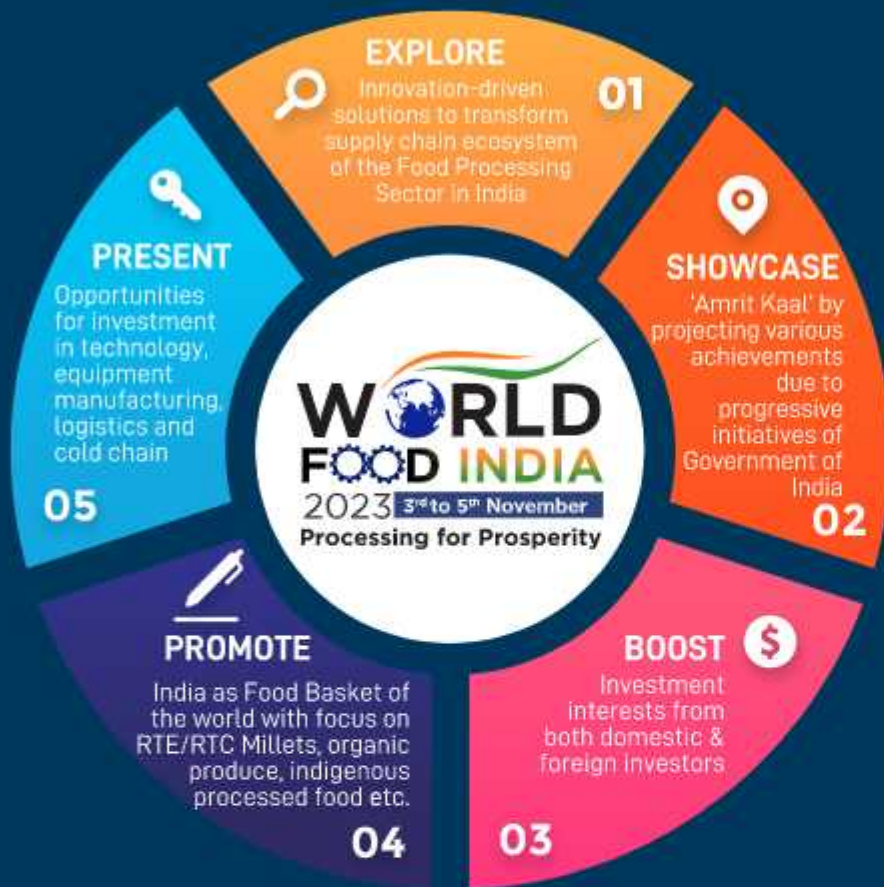 EXPLORE
01
Innovation-driven
solutions to transform
supply chain ecosystem
of the Food Processing
Sector in India
SHOWCASE
'Amrit Kaal' by
projecting various
achievements
due to
progressive
initiatives of
Government of
India
02
BOOST
$
Investment
interests from
both domestic &
foreign investors
03
PROMOTE
India as Food Basket of
the world with focus on
RTE/RTC Millets, organic
produce, indigenous
processed food etc.
04
PRESENT
Opportunities
for investment
in technology,
equipment
manufacturing,
logistics and
cold chain
05
WORLD
FOOD INDIA
2023 3rd to 5th November
Processing for Prosperity